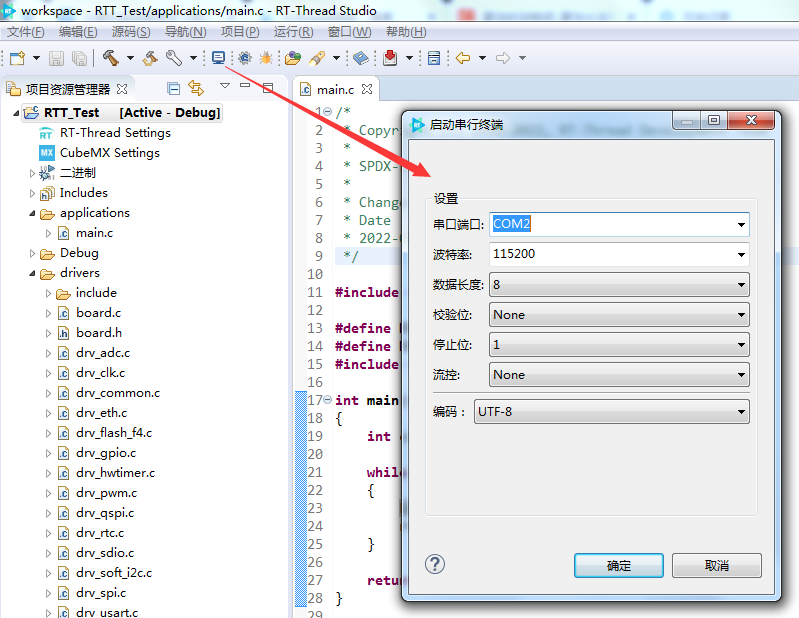 workspace - RTT_Test/applications/main.c - RT-Thread Studio
文件(F) 编辑(E) 源码(S) 导航(N) 项目(P) 运行(R) 窗口(W) 帮助(H)
项目资源管理器
RTT_Test [Active - Debug]
RT-Thread Settings
CubeMX Settings
二进制
Includes
applications
main.c
Debug
drivers
include
board.c
board.h
drv_adc.c
drv_clk.c
drv_common.c
drv_eth.c
drv_flash_f4.c
drv_gpio.c
drv_hwtimer.c
drv_pwm.c
drv_qspi.c
drv_rtc.c
drv_sdio.c
drv_soft_i2c.c
drv_spi.c
drv_usart.c
main.c
1 /*
2 * Copyr
3 *
4 * SPDX-
5 *
6 * Change
7 * Date
8 * 2022-
9 */
10
11 #include
12
13 #define
14 #define
15 #include
16
17 int main
18 {
19 int
20
21 while
22 {
23
24
25 }
26
27 retur
28 }
29
启动串行终端
设置
串口端口: COM2
波特率: 115200
数据长度: 8
校验位: None
停止位: 1
流控: None
编码： UTF-8
确定 取消